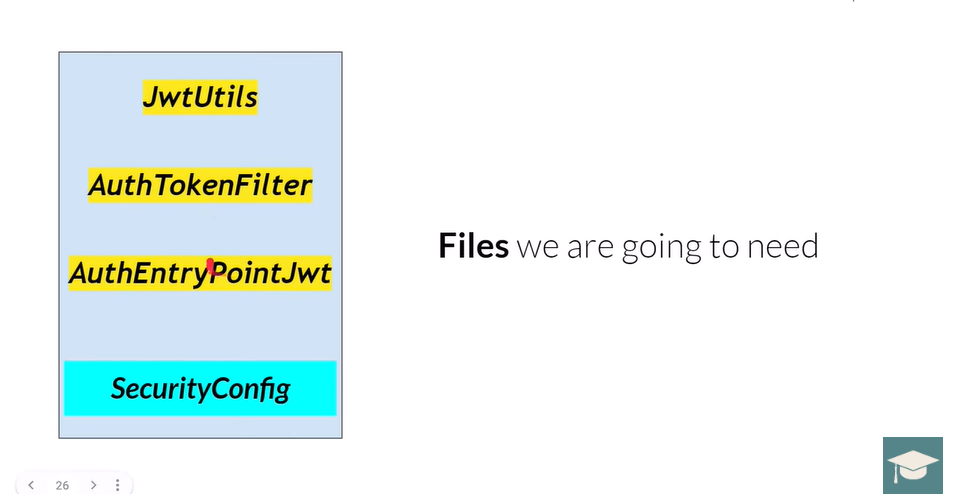 JwtUtils
AuthTokenFilter
AuthEntryPointJwt
SecurityConfig
Files we are going to need
26